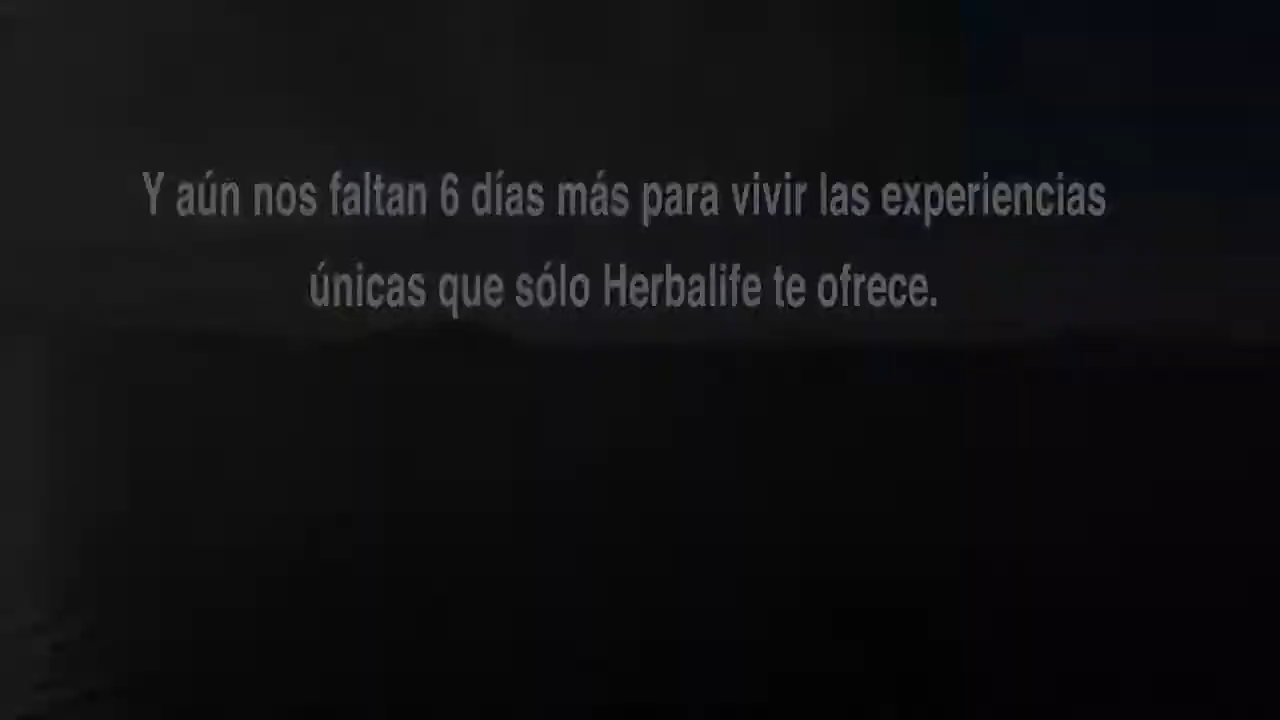 Y aún nos faltan 6 días más para vivir las experiencias
únicas que sólo Herbalife te ofrece.